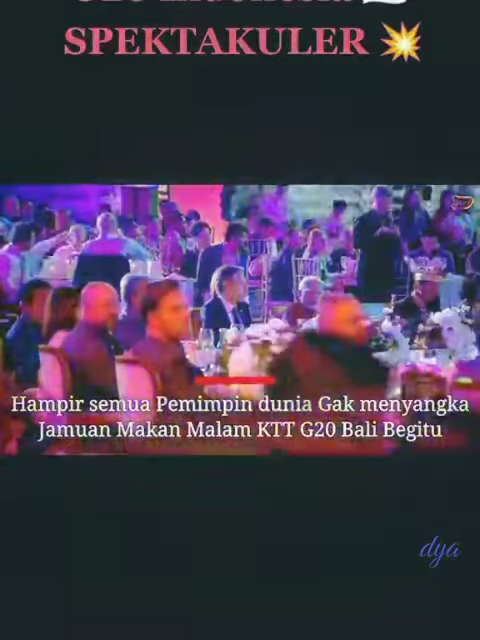 SPEKTAKULER 💥
Hampir semua Pemimpin dunia Gak menyangka
Jamuan Makan Malam KTT G20 Bali Begitu
dya